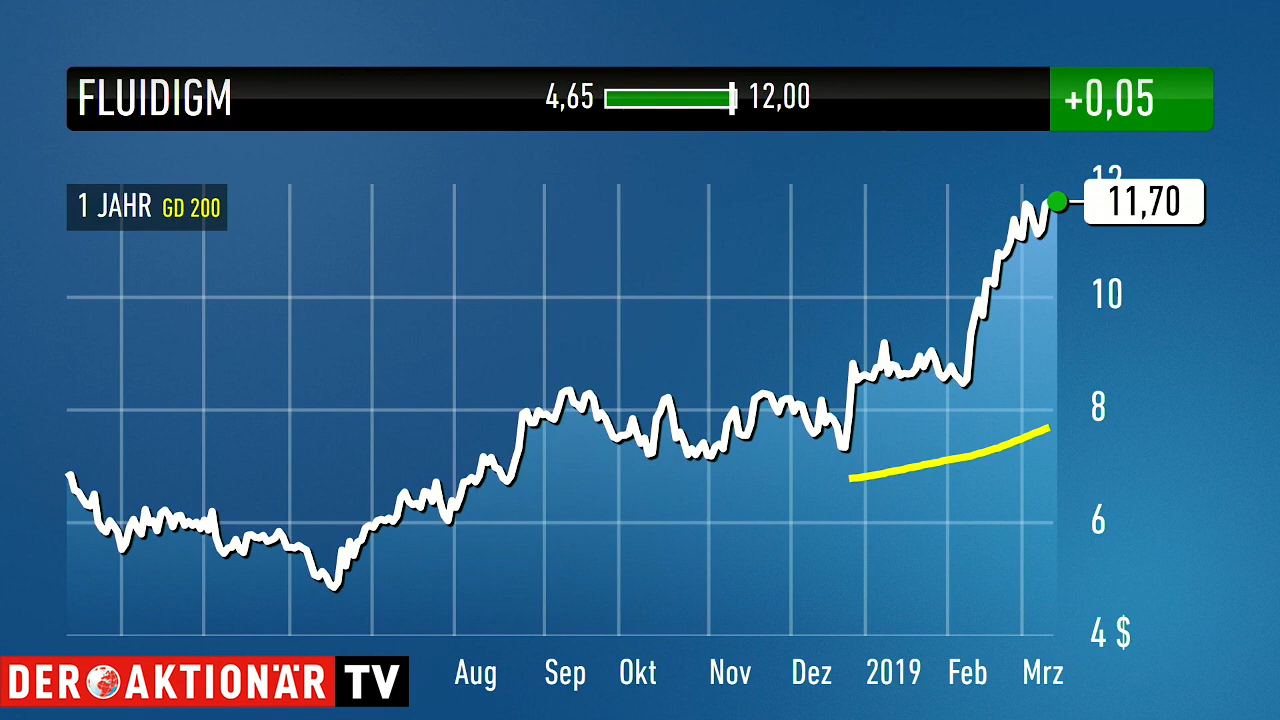 FLUIDIGM 4,65 12,00 +0,05
1 JAHR GD 200
12
11,70
10
8
6
4 $
Aug Sep Okt Nov Dez 2019 Feb Mrz
DER AKTIONÄR TV